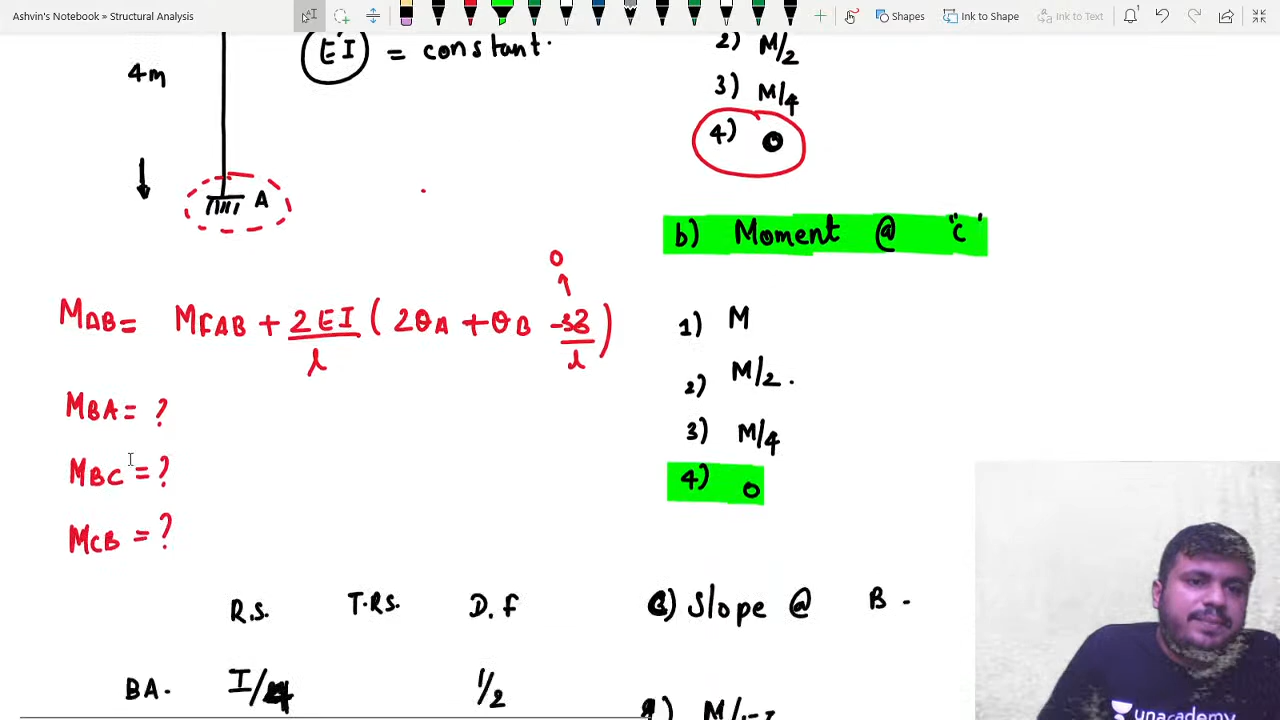 Ashvin's Notebook » Structural Analysis
Shapes
Ink to Shape
Ink to Text
4m
EI = constant.
A
2) M/2
3) M/4
4) 0
b) Moment @ "C"
0
MAB = MFAB + 2EI/l (2θA + θB - 3δ/l)
1) M
2) M/2.
3) M/4
4) 0
MBA = ?
MBC = ?
MCB = ?
R.S. T.R.S. D.F
BA. I/4 1/2
c) Slope @ B.
unacademy